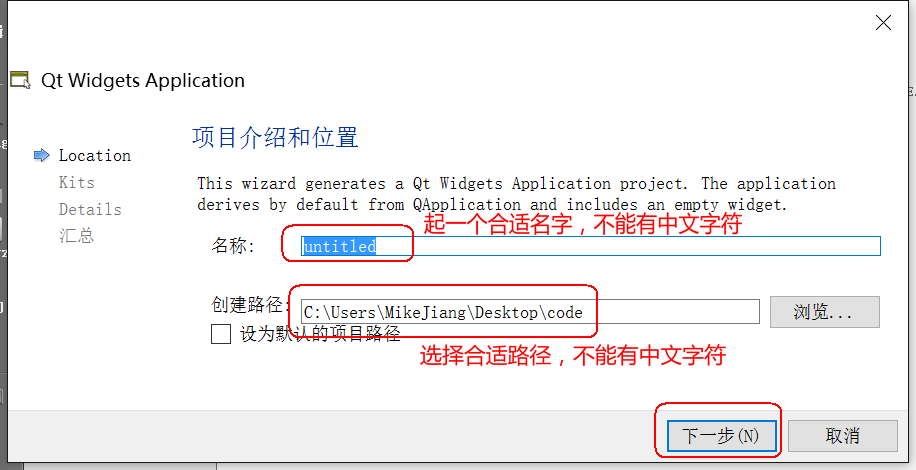 Qt Widgets Application
项目介绍和位置
Location
Kits
Details
汇总
This wizard generates a Qt Widgets Application project. The application
derives by default from QApplication and includes an empty widget.
起一个合适名字，不能有中文字符
名称:
untitled
创建路径:
C:\Users\MikeJiang\Desktop\code
浏览...
设为默认的项目路径
选择合适路径，不能有中文字符
下一步(N)
取消